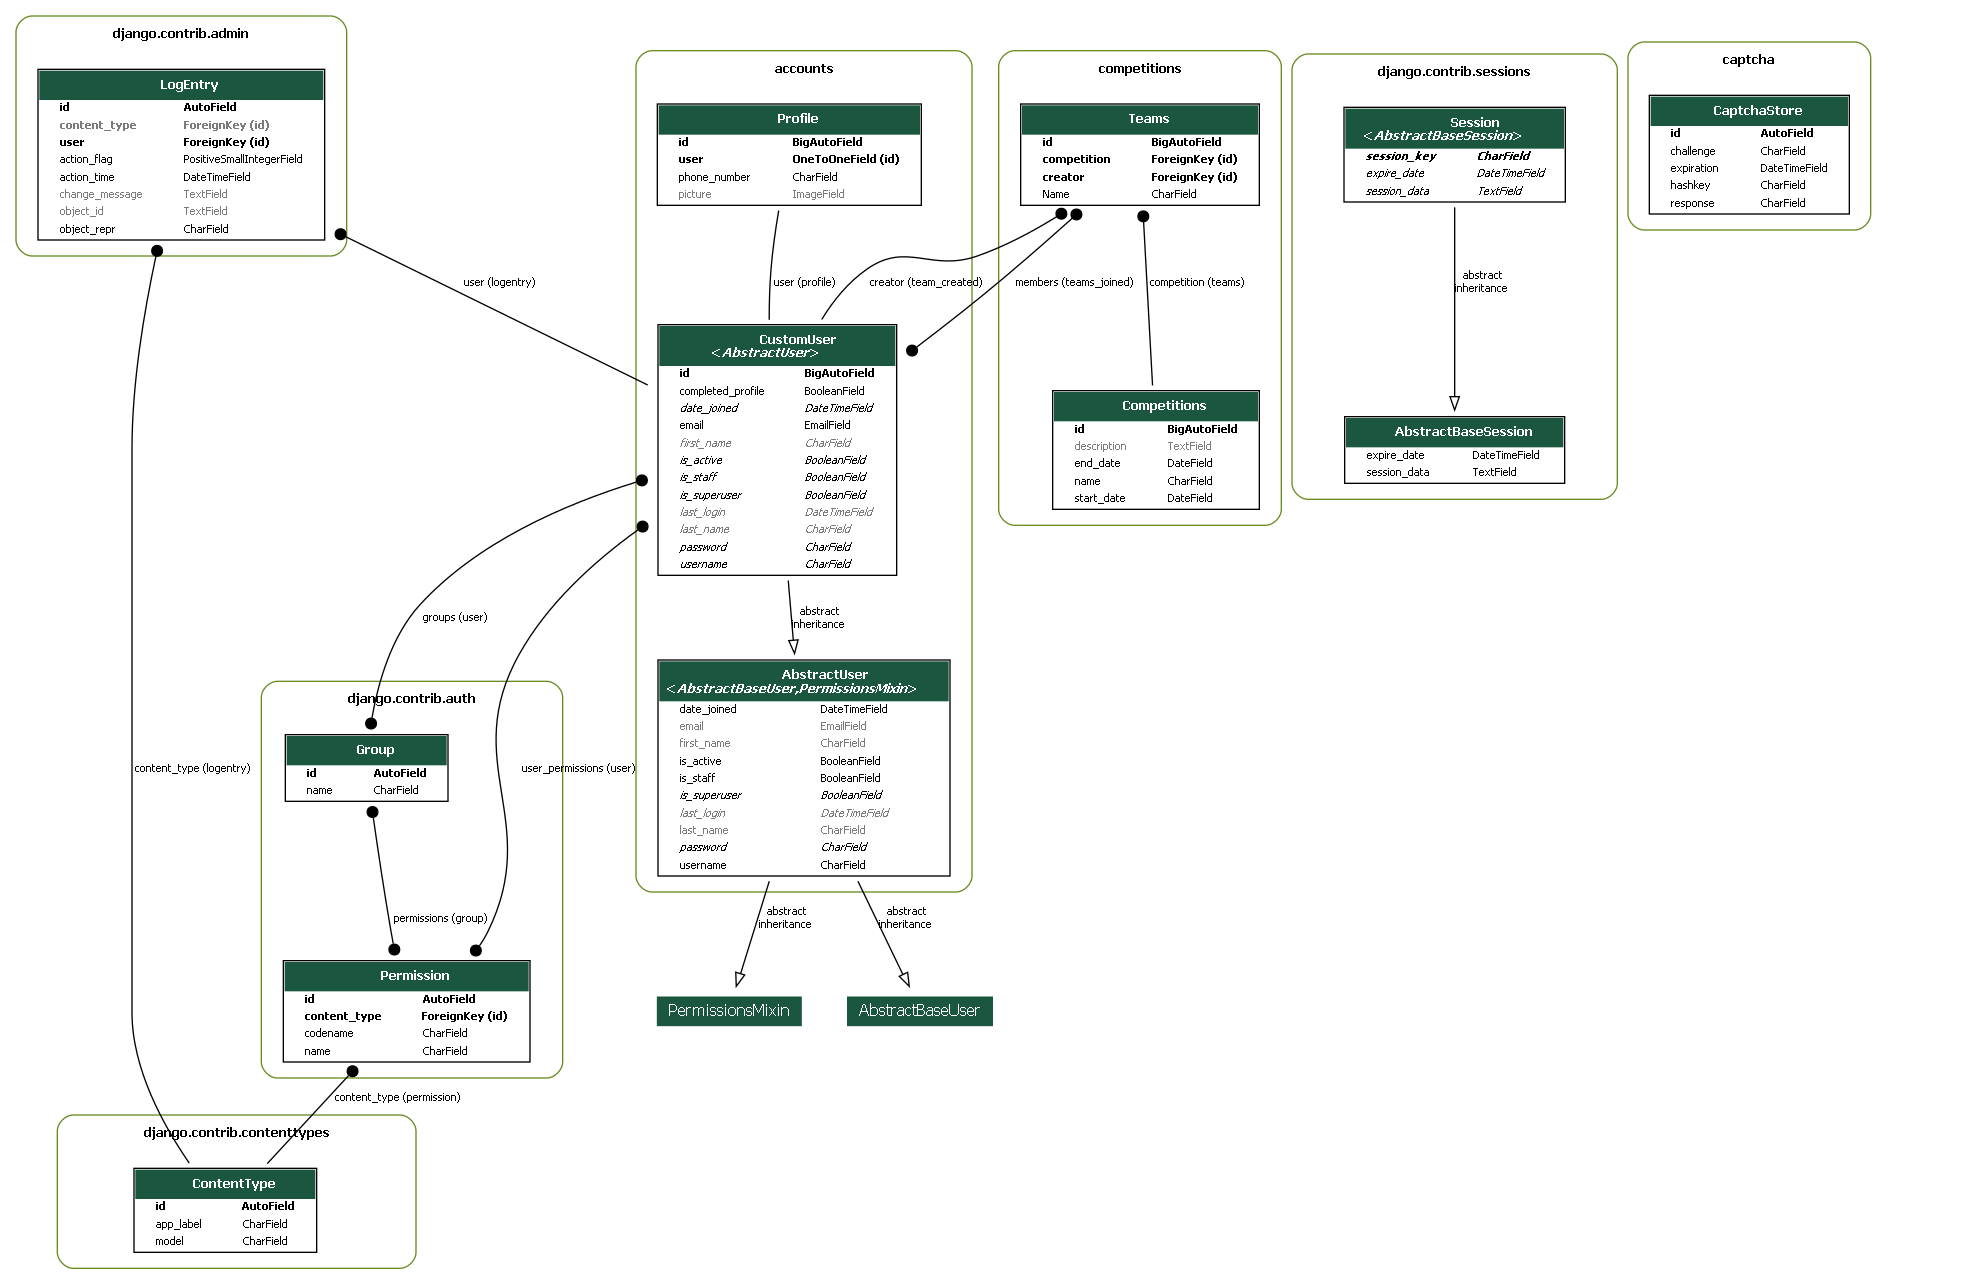 django.contrib.admin
LogEntry
id AutoField
content_type ForeignKey (id)
user ForeignKey (id)
action_flag PositiveSmallIntegerField
action_time DateTimeField
change_message TextField
object_id TextField
object_repr CharField
accounts
Profile
id BigAutoField
user OneToOneField (id)
phone_number CharField
picture ImageField
competitions
Teams
id BigAutoField
competition ForeignKey (id)
creator ForeignKey (id)
Name CharField
django.contrib.sessions
Session
<AbstractBaseSession>
session_key CharField
expire_date DateTimeField
session_data TextField
captcha
CaptchaStore
id AutoField
challenge CharField
expiration DateTimeField
hashkey CharField
response CharField
user (logentry)
user (profile)
creator (team_created)
members (teams_joined)
competition (teams)
abstract
inheritance
CustomUser
<AbstractUser>
id BigAutoField
completed_profile BooleanField
date_joined DateTimeField
email EmailField
first_name CharField
is_active BooleanField
is_staff BooleanField
is_superuser BooleanField
last_login DateTimeField
last_name CharField
password CharField
username CharField
Competitions
id BigAutoField
description TextField
end_date DateField
name CharField
start_date DateField
AbstractBaseSession
expire_date DateTimeField
session_data TextField
groups (user)
abstract
inheritance
AbstractUser
<AbstractBaseUser,PermissionsMixin>
date_joined DateTimeField
email EmailField
first_name CharField
is_active BooleanField
is_staff BooleanField
is_superuser BooleanField
last_login DateTimeField
last_name CharField
password CharField
username CharField
django.contrib.auth
Group
id AutoField
name CharField
content_type (logentry)
user_permissions (user)
permissions (group)
abstract
inheritance
abstract
inheritance
Permission
id AutoField
content_type ForeignKey (id)
codename CharField
name CharField
PermissionsMixin
AbstractBaseUser
content_type (permission)
django.contrib.contenttypes
ContentType
id AutoField
app_label CharField
model CharField